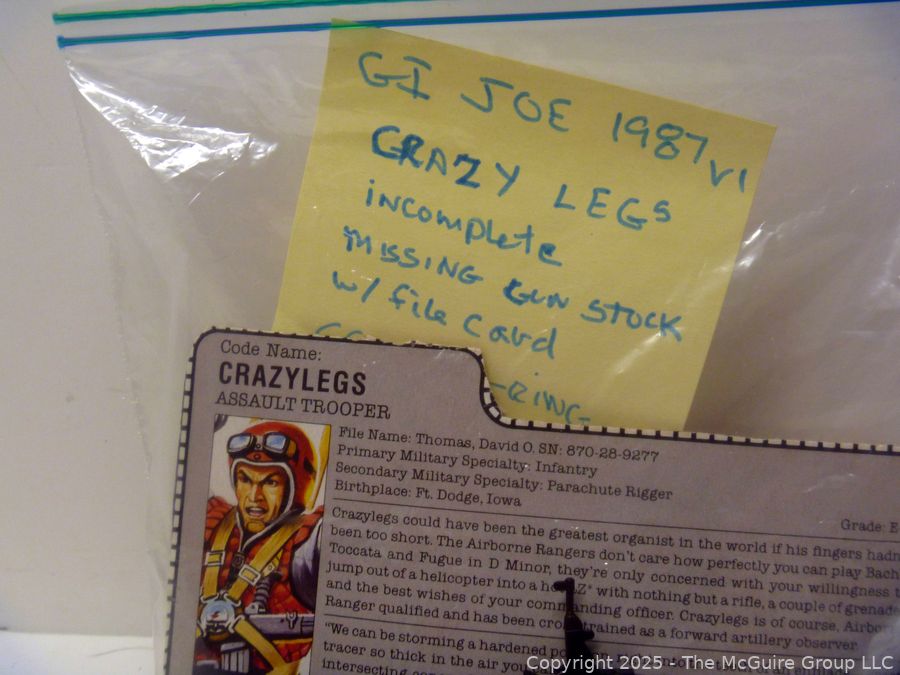 GI JOE 1987 V1
CRAZY LEGS
incomplete
MISSING GUN STOCK
w/ file card
-RING
Code Name:
CRAZYLEGS
ASSAULT TROOPER
File Name: Thomas, David O. SN: 870-28-9277
Primary Military Specialty: Infantry
Secondary Military Specialty: Parachute Rigger
Birthplace: Ft. Dodge, Iowa
Grade: E
Crazylegs could have been the greatest organist in the world if his fingers hadn
been too short. The Airborne Rangers don't care how perfectly you can play Bach
Toccata and Fugue in D Minor, they're only concerned with your willingness t
jump out of a helicopter into a ho LZ* with nothing but a rifle, a couple of grenade
and the best wishes of your commanding officer. Crazylegs is of course, Airbor
Ranger qualified and has been cross trained as a forward artillery observer.
"We can be storming a hardened po
tracer so thick in the air you
intersecting
Copyright © 2025 - The McGuire Group LLC